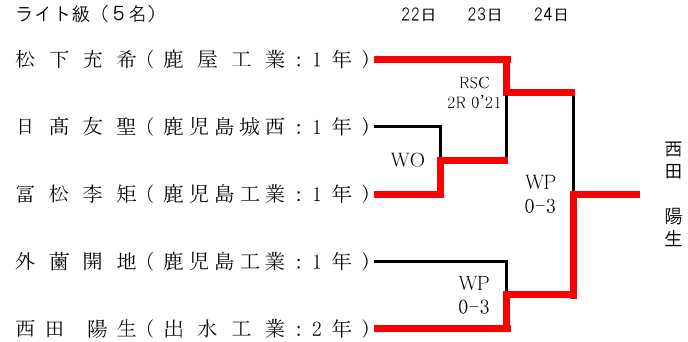 ライト級（５名） 22日 23日 24日
松下充希（鹿屋工業：1年）
RSC
2R 0'21
日髙友聖（鹿児島城西：1年）
WO
冨松李矩（鹿児島工業：1年）
WP
0-3
西田 陽生
外薗開地（鹿児島工業：1年）
WP
0-3
西田 陽生（出水工業：2年）